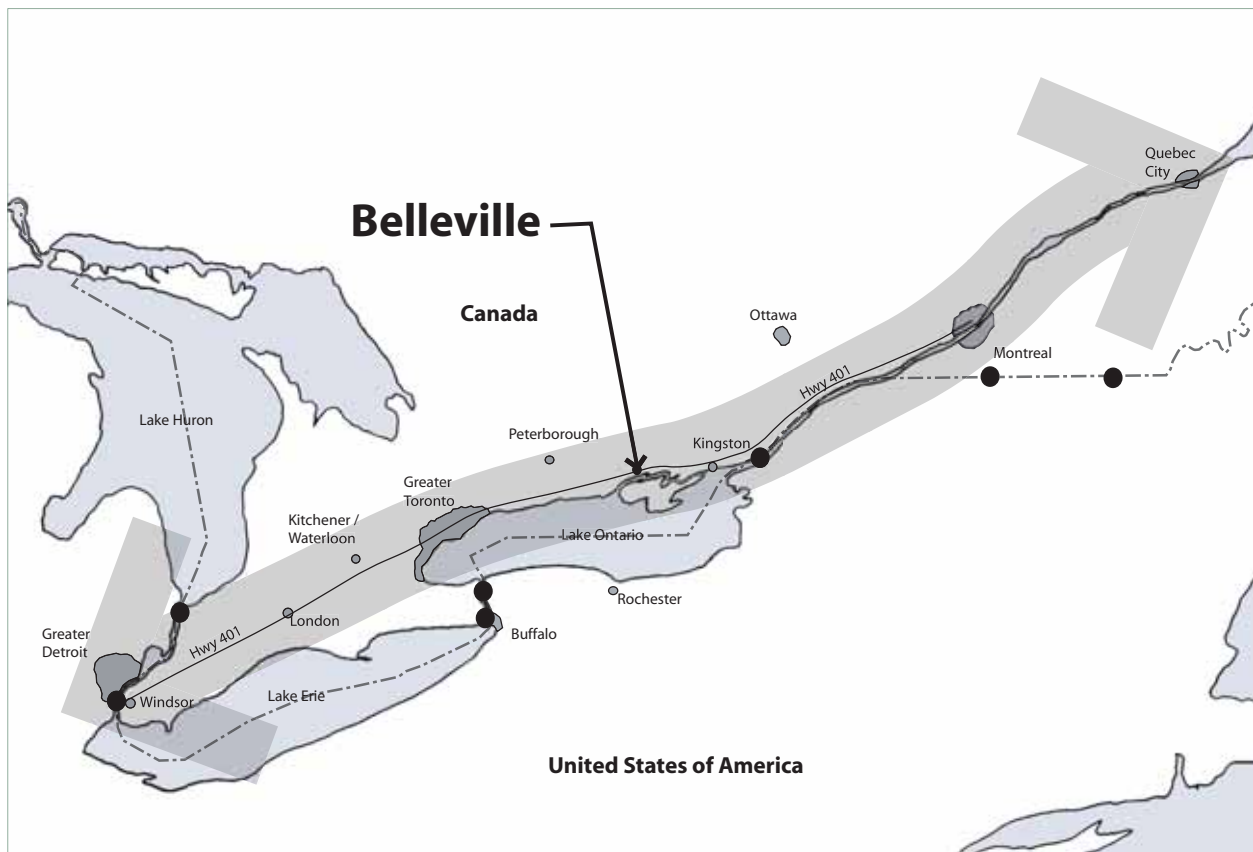 Quebec
City
Belleville
Canada
Ottawa
Hwy 401
Montreal
Lake Huron
Peterborough
Kingston
Greater
Toronto
Kitchener /
Waterloon
Lake Ontario
Rochester
London
Buffalo
Hwy 401
Greater
Detroit
Windsor
Lake Erie
United States of America